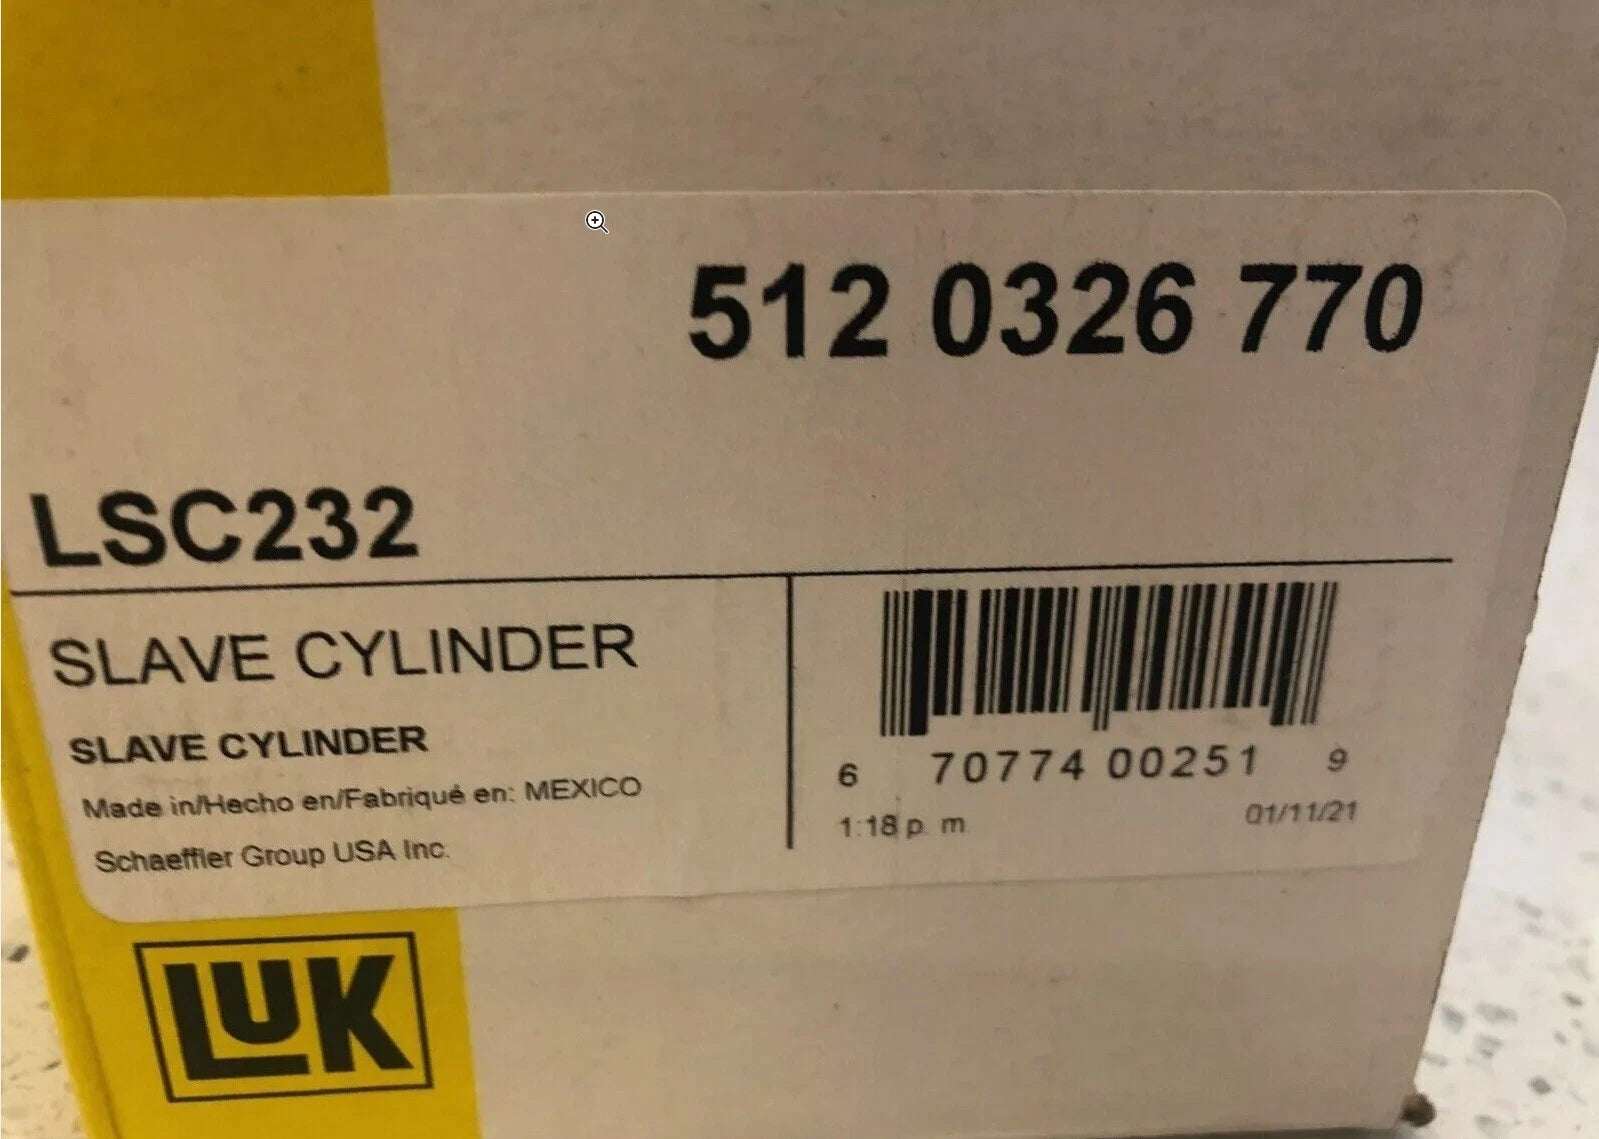 512 0326 770
LSC232
SLAVE CYLINDER
SLAVE CYLINDER
Made in/Hecho en/Fabriqué en: MEXICO
Schaeffler Group USA Inc.
6 70774 00251 9
1:18 p. m. 01/11/21
LUK